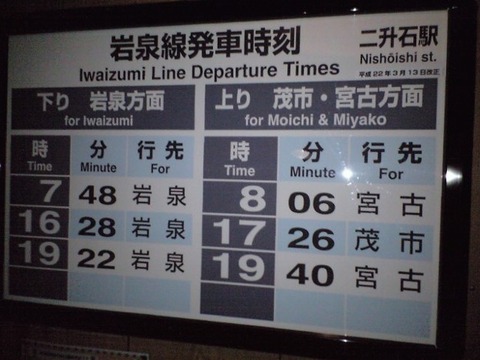 岩泉線発車時刻
Iwaizumi Line Departure Times
二升石駅
Nishōishi st.
平成22年3月13日改正
下り 岩泉方面
for Iwaizumi
時 分 行先
Time Minute For
7 48 岩泉
16 28 岩泉
19 22 岩泉
上り 茂市・宮古方面
for Moichi & Miyako
時 分 行先
Time Minute For
8 06 宮古
17 26 茂市
19 40 宮古